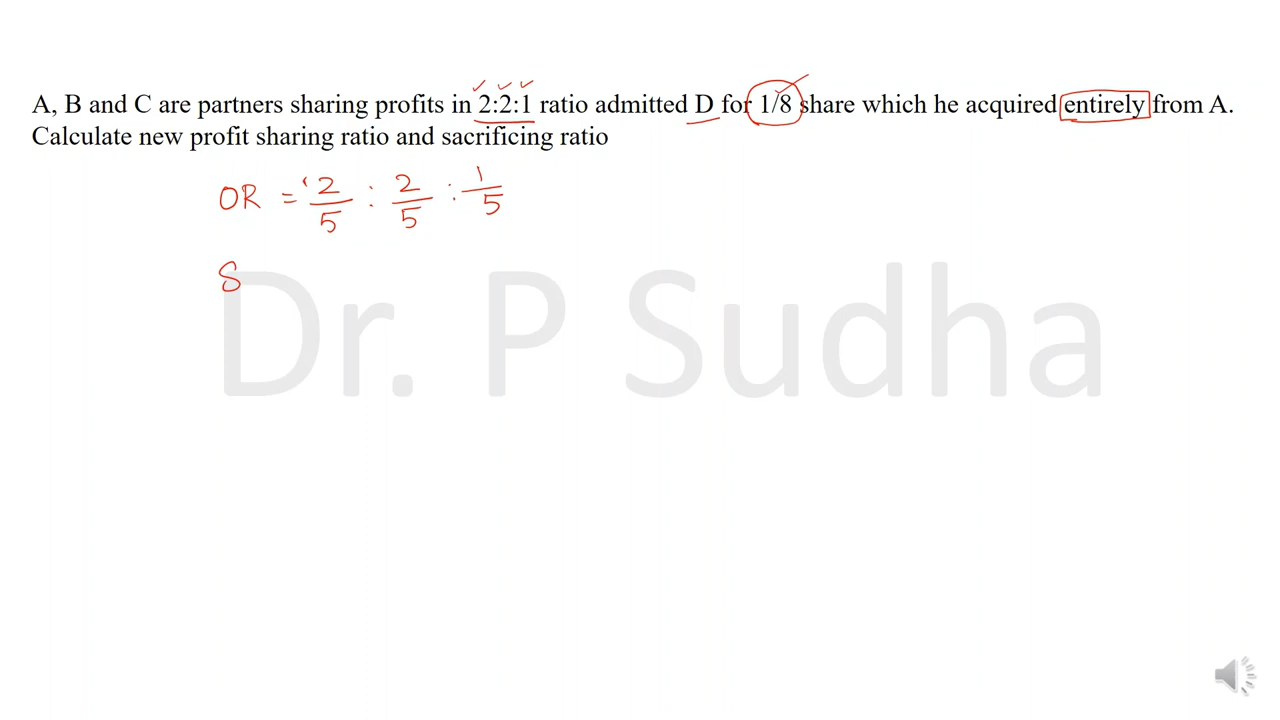 A, B and C are partners sharing profits in 2:2:1 ratio admitted D for 1/8 share which he acquired entirely from A.
Calculate new profit sharing ratio and sacrificing ratio
OR = 2/5 : 2/5 : 1/5
S
Dr. P Sudha